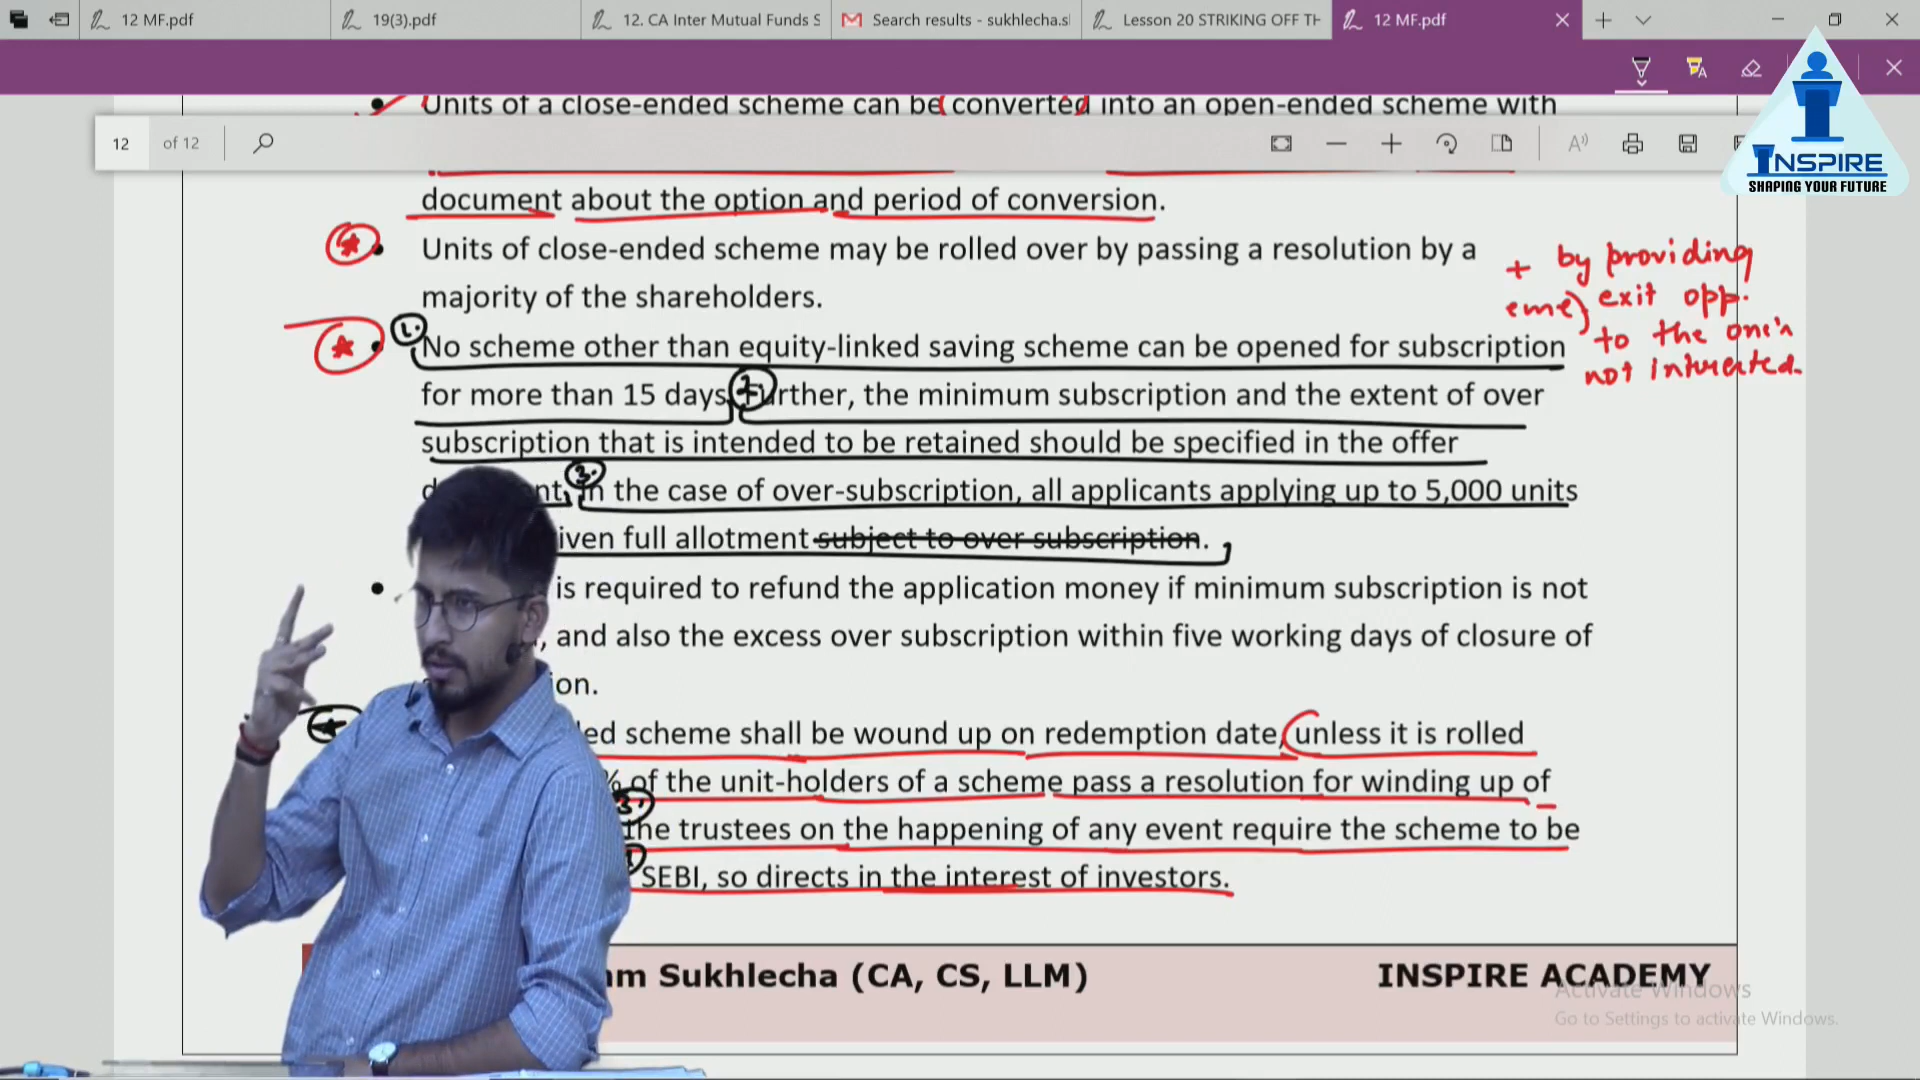 12 MF.pdf
19(3).pdf
12. CA Inter Mutual Funds S
Search results - sukhlecha.sl
Lesson 20 STRIKING OFF TH
12 MF.pdf
Units of a close-ended scheme can be converted into an open-ended scheme with
12 of 12
INSPIRE
SHAPING YOUR FUTURE
document about the option and period of conversion.
Units of close-ended scheme may be rolled over by passing a resolution by a
majority of the shareholders.
+ by providing
eme) exit opp.
to the one's
not interested.
1. No scheme other than equity-linked saving scheme can be opened for subscription
for more than 15 days 2. Further, the minimum subscription and the extent of over
subscription that is intended to be retained should be specified in the offer
nt. 3. In the case of over-subscription, all applicants applying up to 5,000 units
iven full allotment subject to over subscription.
is required to refund the application money if minimum subscription is not
, and also the excess over subscription within five working days of closure of
on.
ed scheme shall be wound up on redemption date, unless it is rolled
% of the unit-holders of a scheme pass a resolution for winding up of
3. the trustees on the happening of any event require the scheme to be
SEBI, so directs in the interest of investors.
m Sukhlecha (CA, CS, LLM)
INSPIRE ACADEMY
Activate Windows
Go to Settings to activate Windows.